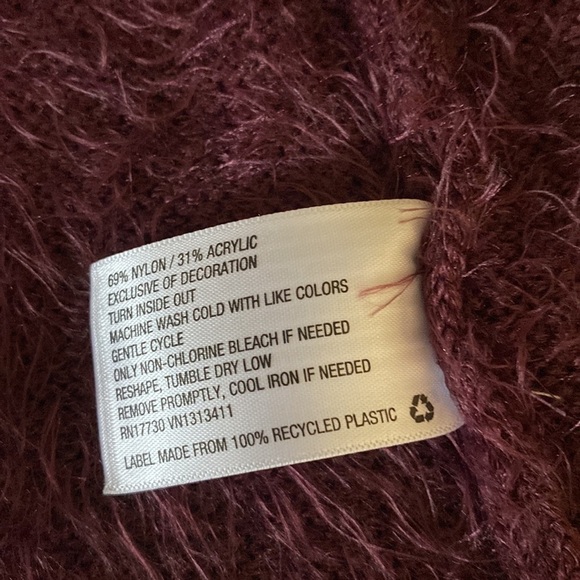 69% NYLON / 31% ACRYLIC
EXCLUSIVE OF DECORATION
TURN INSIDE OUT
MACHINE WASH COLD WITH LIKE COLORS
GENTLE CYCLE
ONLY NON-CHLORINE BLEACH IF NEEDED
RESHAPE, TUMBLE DRY LOW
REMOVE PROMPTLY, COOL IRON IF NEEDED
RN17730 VN1313411
LABEL MADE FROM 100% RECYCLED PLASTIC